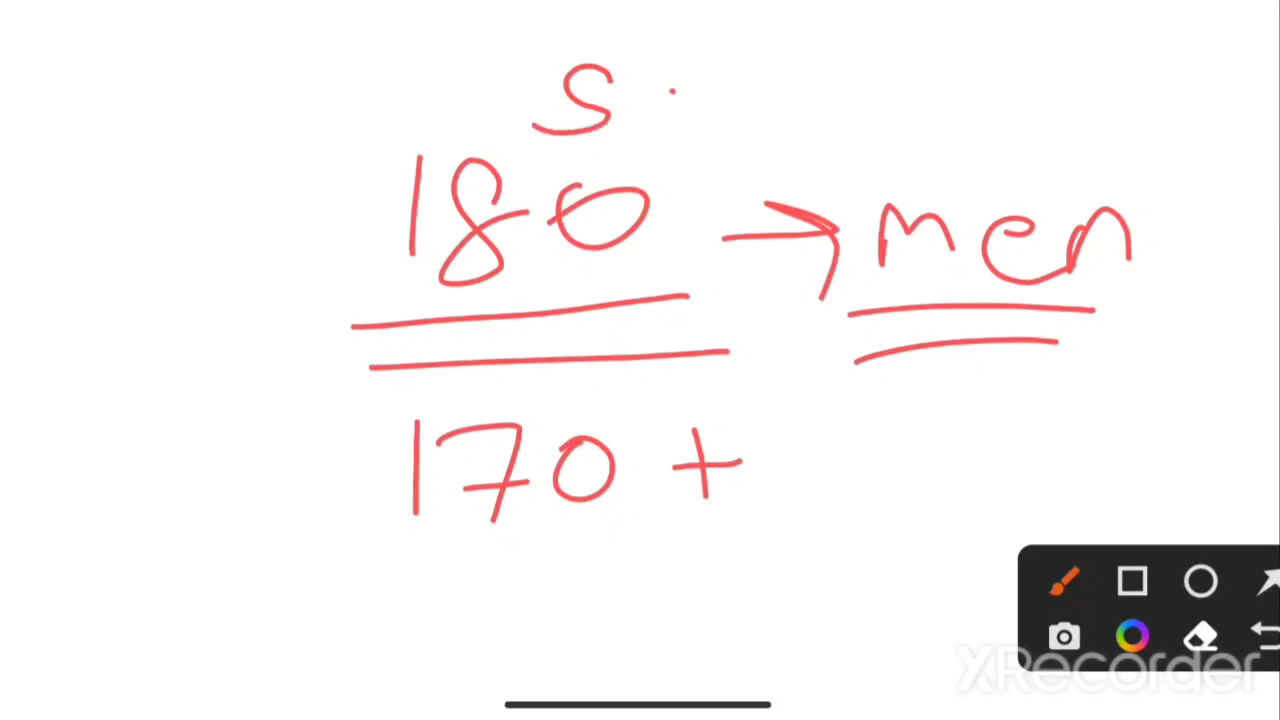 S .
180 → men
170 +
XRecorder